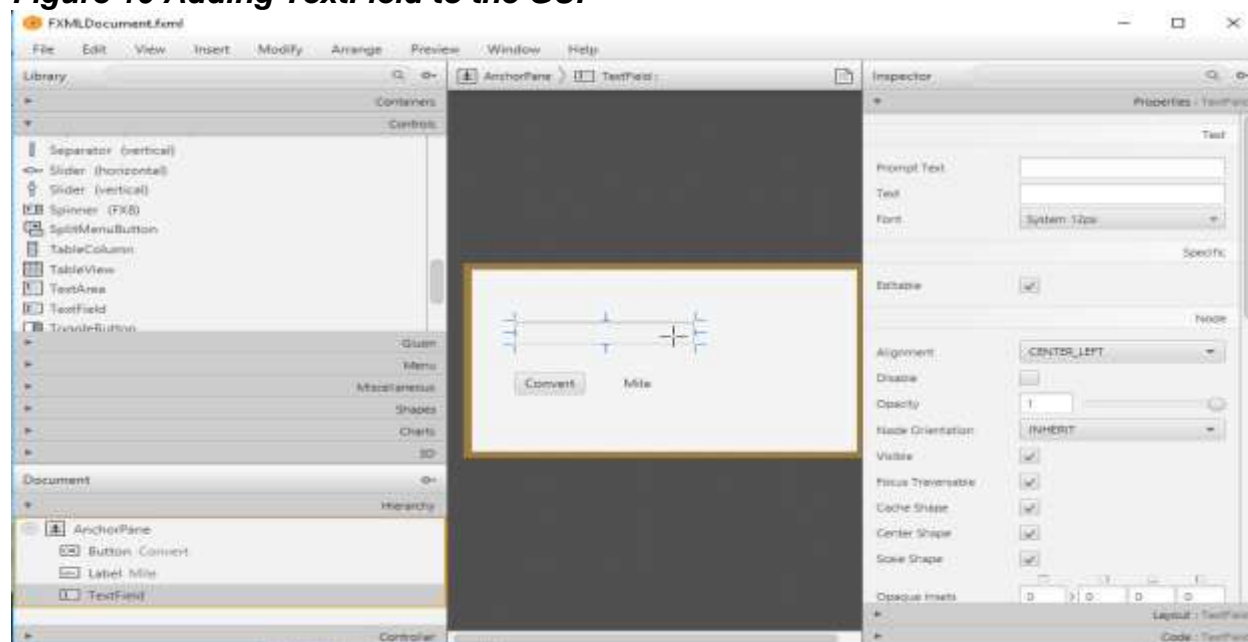 Figure 10 Adding TextField to the GUI
FXMLDocument.fxml
File Edit View Insert Modify Arrange Preview Window Help
Library
Containers
Controls
Separator (vertical)
Slider (horizontal)
Slider (vertical)
Spinner (FX8)
SplitMenuButton
TableColumn
TableView
TextArea
TextField
ToggleButton
Gluon
Menu
Miscellaneous
Shapes
Charts
3D
Document
Hierarchy
AnchorPane
Button Convert
Label Mile
TextField
Controller
AnchorPane TextField :
Convert Mile
Inspector
Properties : TextField
Text
Prompt Text
Text
Font System 12px
Specific
Editable
Node
Alignment CENTER_LEFT
Disable
Opacity 1
Node Orientation INHERIT
Visible
Focus Traversable
Cache Shape
Center Shape
Scale Shape
Opaque Insets 0 0 0 0
Layout : TextField
Code : TextField